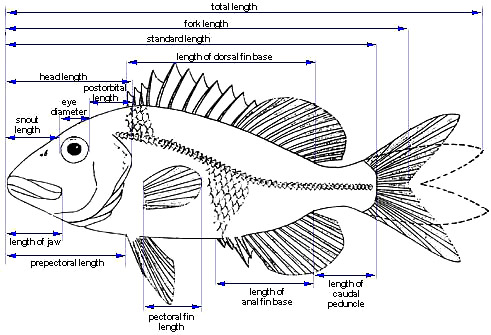 total length
fork length
standard length
length of dorsal fin base
head length
postorbital
length
eye
diameter
snout
length
length of jaw
prepectoral length
pectoral fin
length
length of
anal fin base
length of
caudal
peduncle